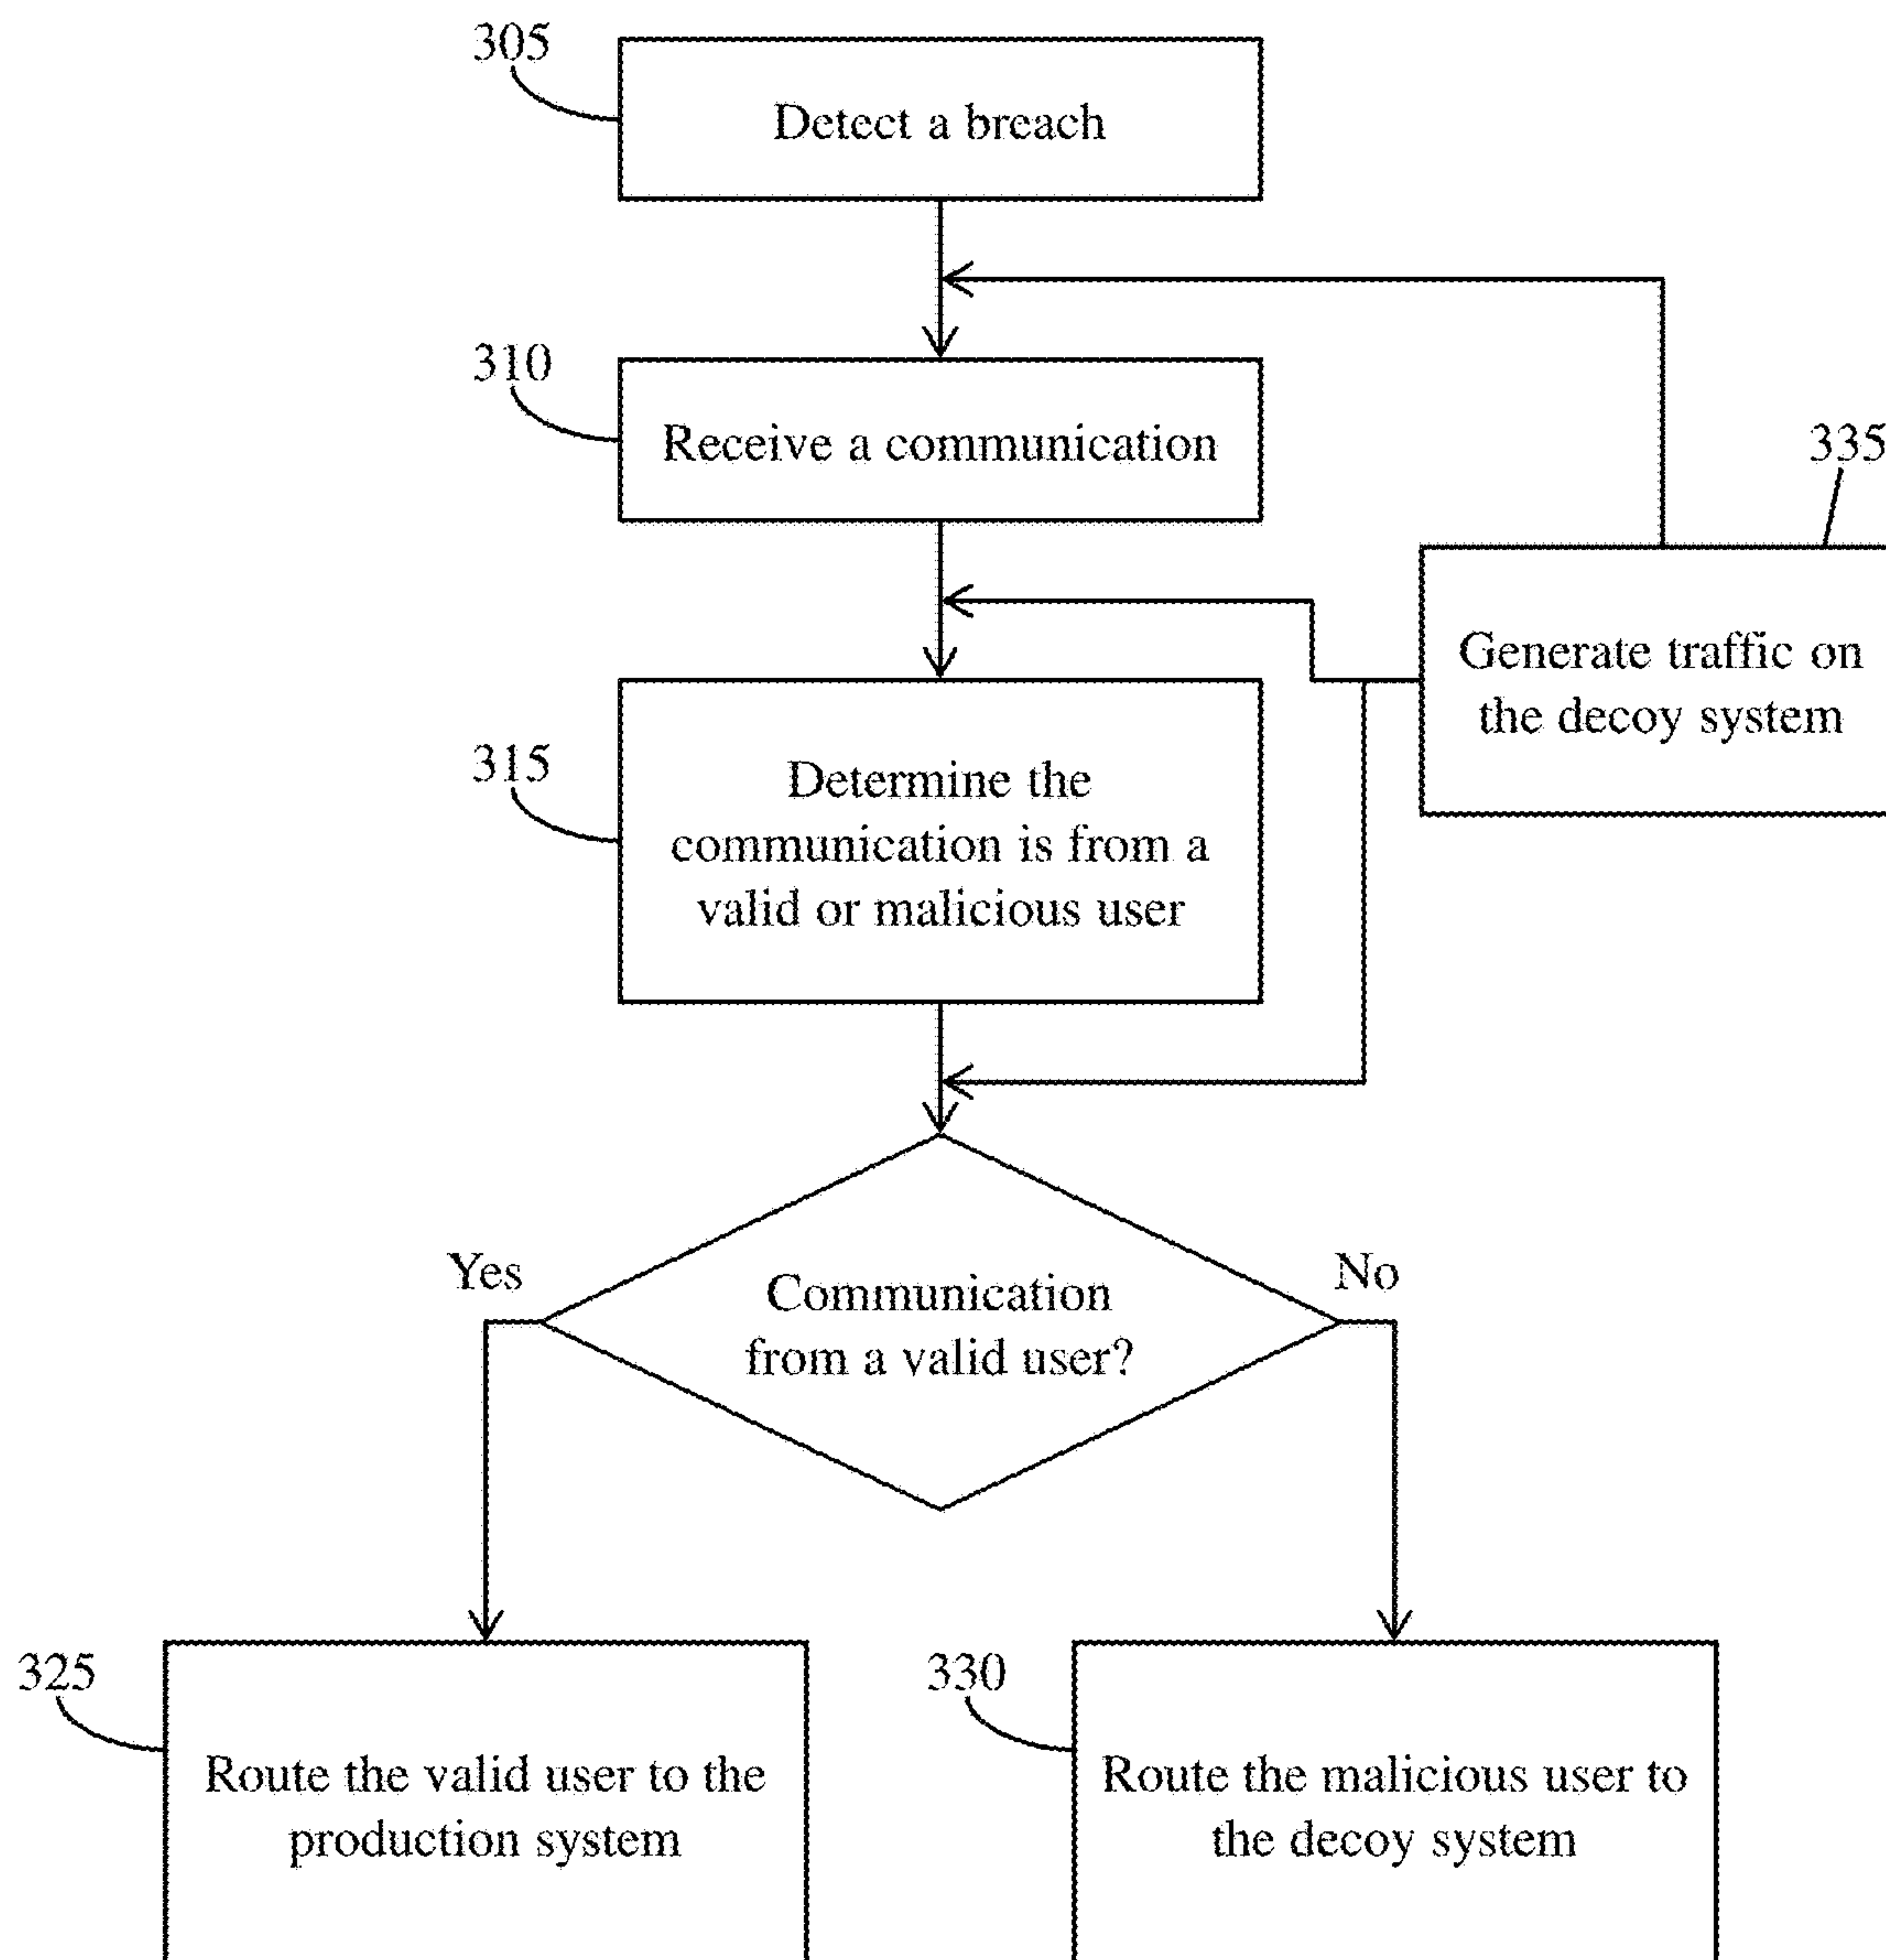 305
Detect a breach
310
Receive a communication
335
Generate traffic on
the decoy system
315
Determine the
communication is from a
valid or malicious user
Yes
No
Communication
from a valid user?
325
Route the valid user to the
production system
330
Route the malicious user to
the decoy system